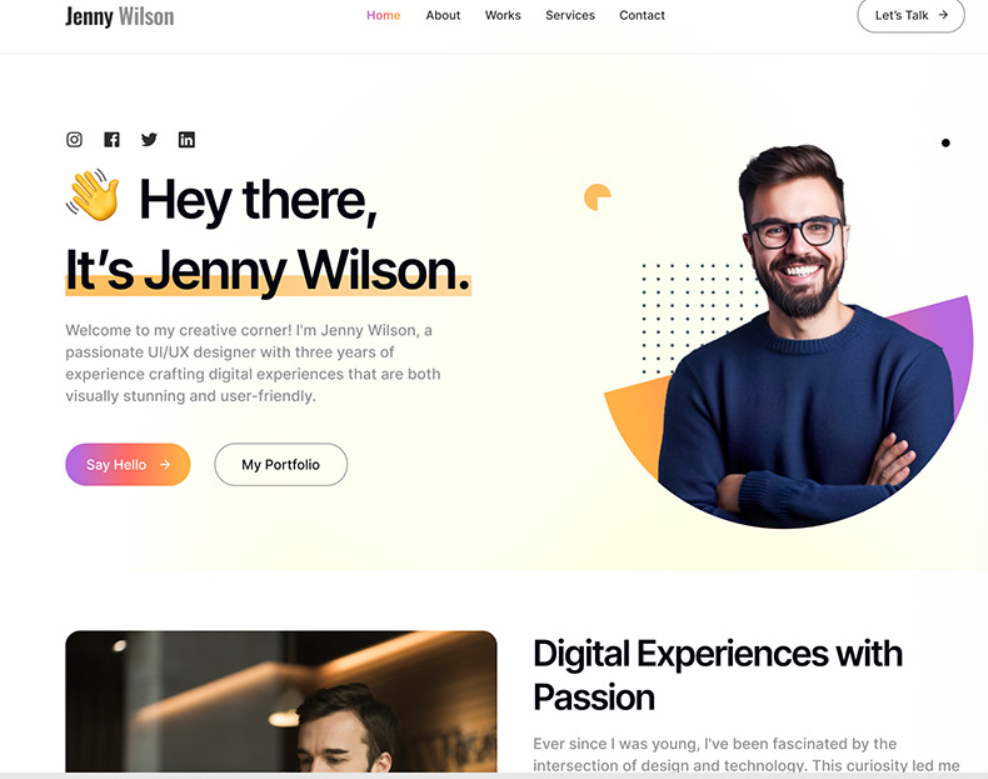 Jenny Wilson
Home About Works Services Contact
Let's Talk →
Hey there,
It's Jenny Wilson.
Welcome to my creative corner! I'm Jenny Wilson, a
passionate UI/UX designer with three years of
experience crafting digital experiences that are both
visually stunning and user-friendly.
Say Hello →
My Portfolio
Digital Experiences with
Passion
Ever since I was young, I've been fascinated by the
intersection of design and technology. This curiosity led me